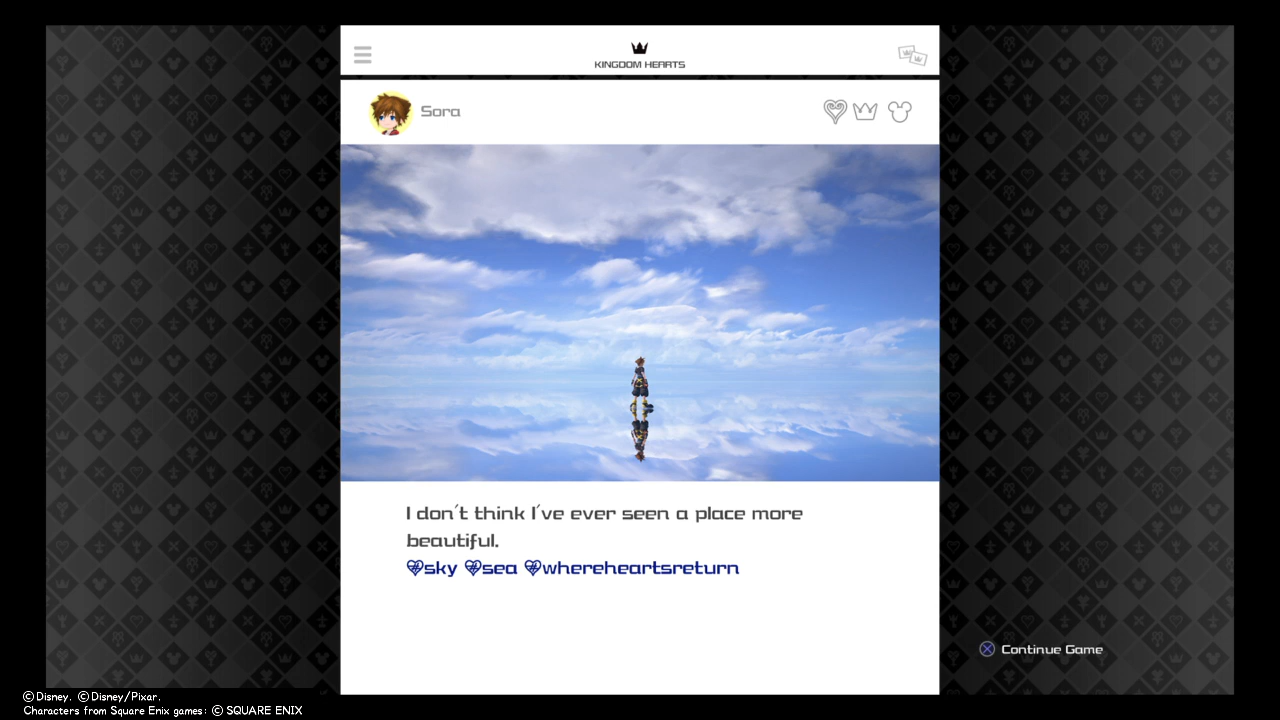 KINGDOM HEARTS
Sora
I don't think I've ever seen a place more
beautiful.
sky sea whereheartsreturn
Continue Game
©Disney. ©Disney/Pixar.
Characters from Square Enix games: © SQUARE ENIX